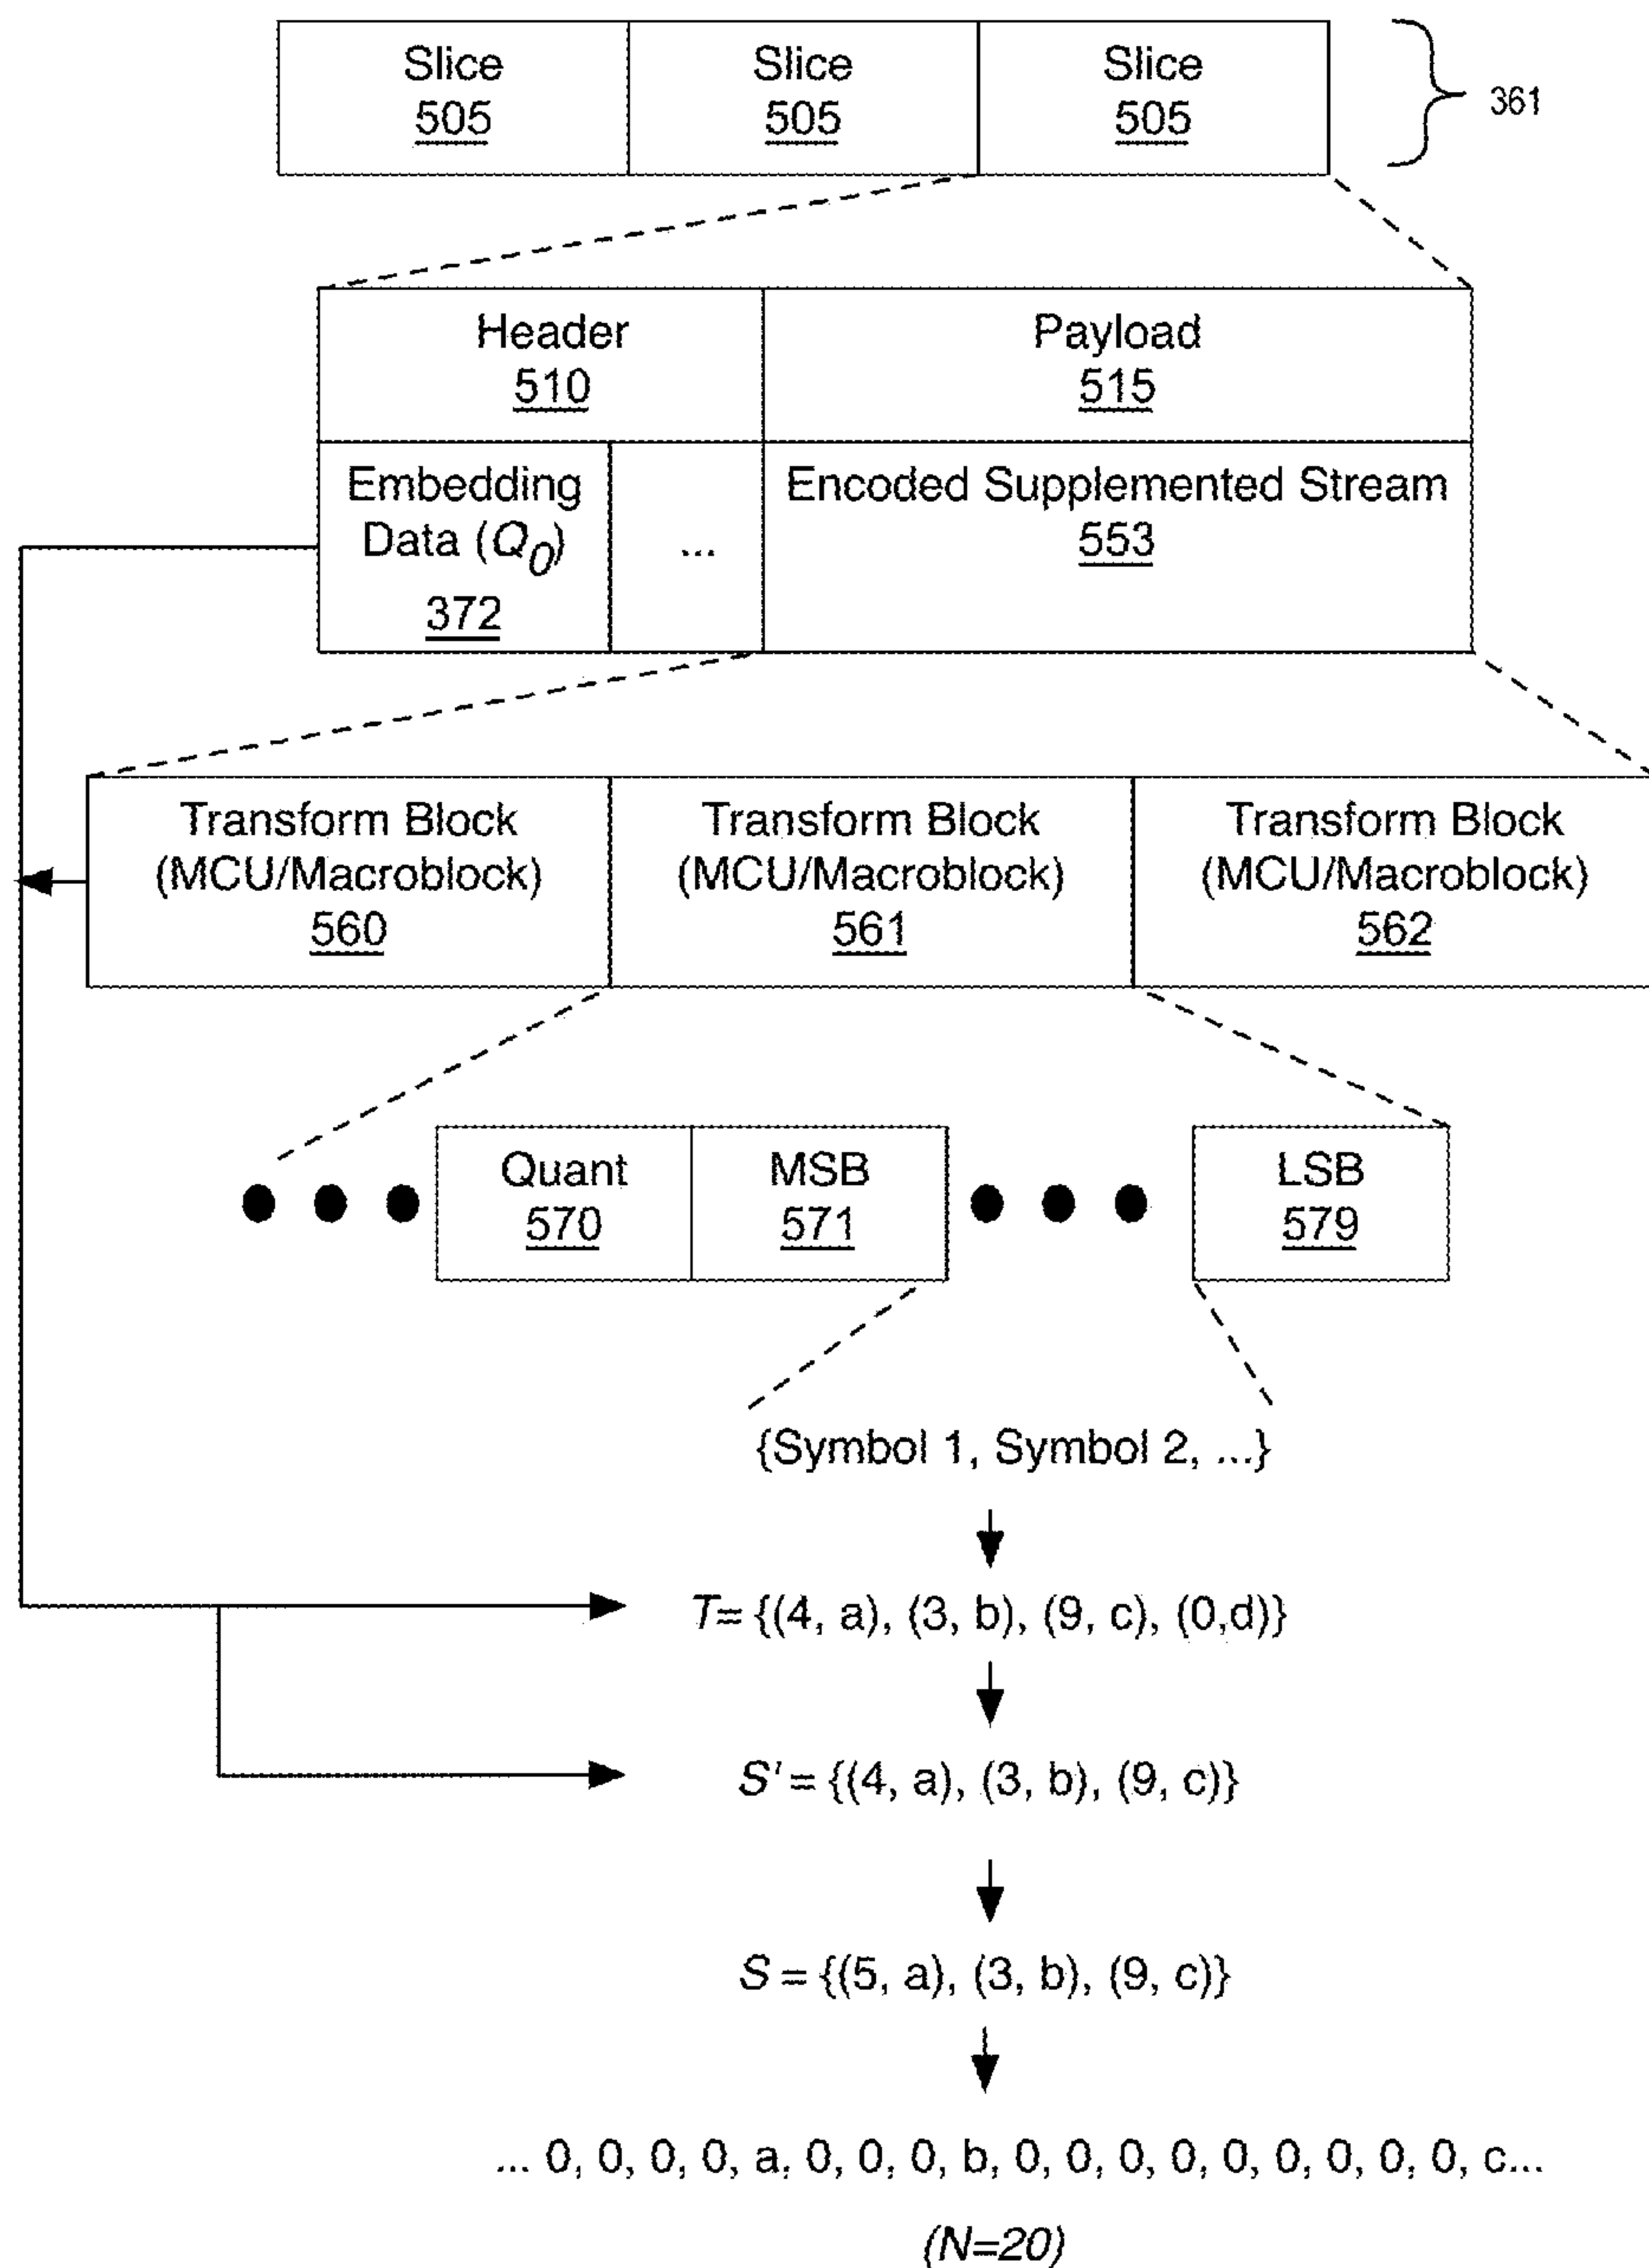 Slice
505
Slice
505
Slice
505
361
Header
510
Payload
515
Embedding
Data (Q0)
372
...
Encoded Supplemented Stream
553
Transform Block
(MCU/Macroblock)
560
Transform Block
(MCU/Macroblock)
561
Transform Block
(MCU/Macroblock)
562
Quant
570
MSB
571
LSB
579
{Symbol 1, Symbol 2, ...}
T= {(4, a), (3, b), (9, c), (0,d)}
S' = {(4, a), (3, b), (9, c)}
S = {(5, a), (3, b), (9, c)}
... 0, 0, 0, 0, a, 0, 0, 0, b, 0, 0, 0, 0, 0, 0, 0, 0, 0, c...
(N=20)